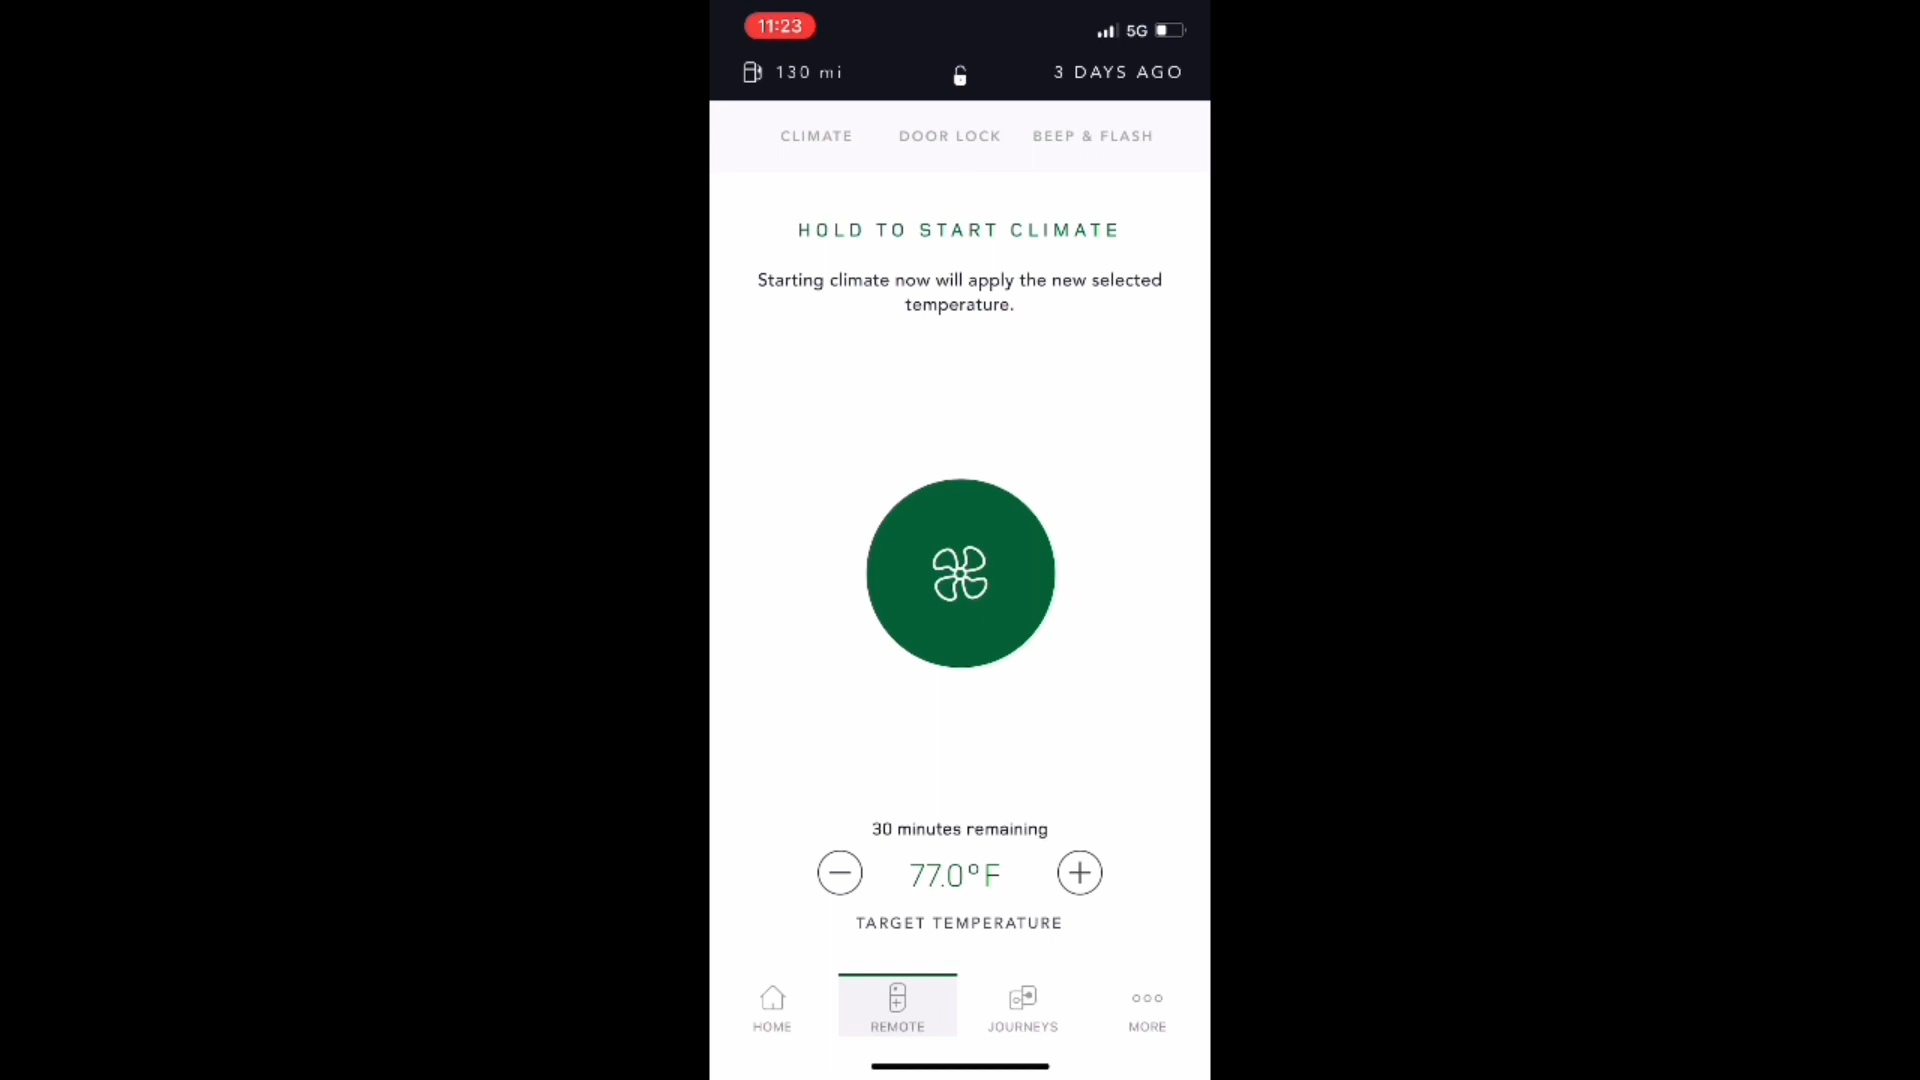 11:23
5G
130 mi
3 DAYS AGO
CLIMATE
DOOR LOCK
BEEP & FLASH
HOLD TO START CLIMATE
Starting climate now will apply the new selected
temperature.
30 minutes remaining
77.0°F
TARGET TEMPERATURE
HOME
REMOTE
JOURNEYS
MORE